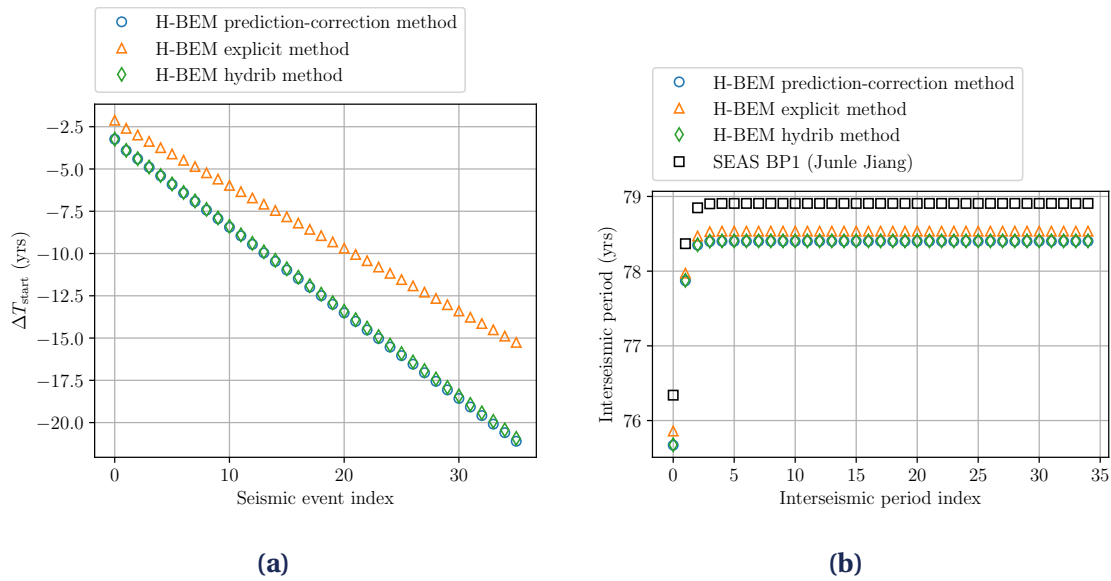 H-BEM prediction-correction method
H-BEM explicit method
H-BEM hydrib method
−2.5
−5.0
−7.5
−10.0
−12.5
−15.0
−17.5
−20.0
ΔT_start (yrs)
0
10
20
30
Seismic event index
(a)
H-BEM prediction-correction method
H-BEM explicit method
H-BEM hydrib method
SEAS BP1 (Junle Jiang)
79
78
77
76
Interseismic period (yrs)
0
5
10
15
20
25
30
35
Interseismic period index
(b)